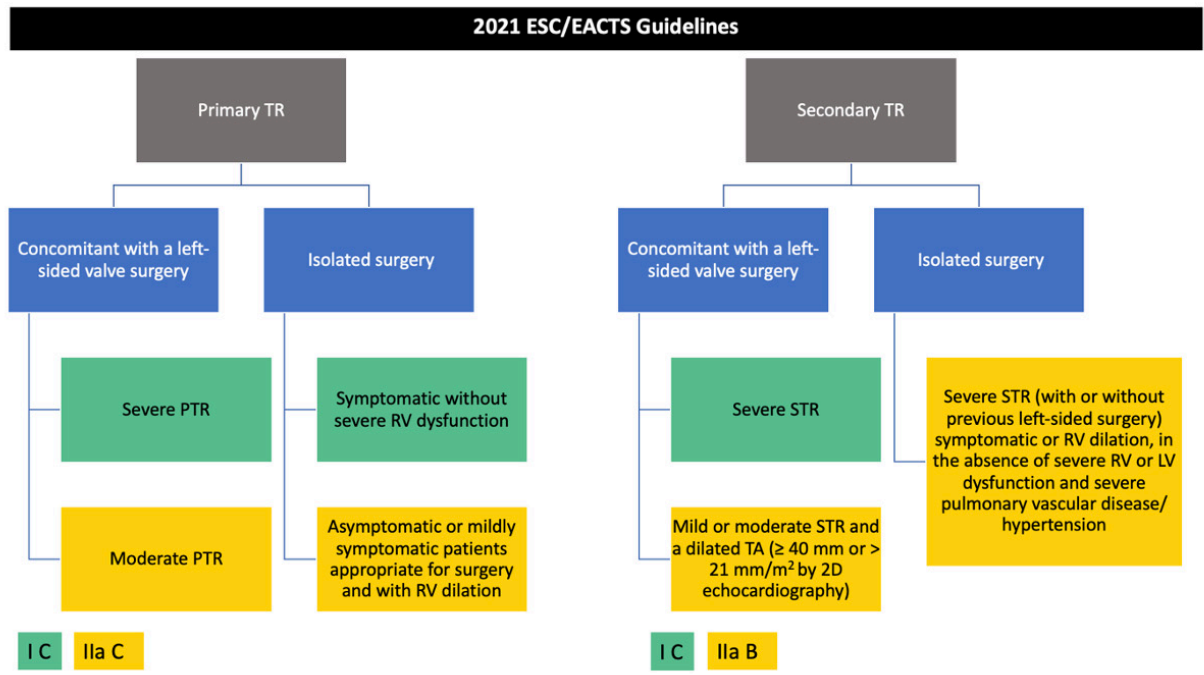 2021 ESC/EACTS Guidelines
Primary TR
Secondary TR
Concomitant with a left-
sided valve surgery
Isolated surgery
Concomitant with a left-
sided valve surgery
Isolated surgery
Severe PTR
Symptomatic without
severe RV dysfunction
Severe STR
Severe STR (with or without
previous left-sided surgery)
symptomatic or RV dilation, in
the absence of severe RV or LV
dysfunction and severe
pulmonary vascular disease/
hypertension
Moderate PTR
Asymptomatic or mildly
symptomatic patients
appropriate for surgery
and with RV dilation
Mild or moderate STR and
a dilated TA (≥ 40 mm or >
21 mm/m² by 2D
echocardiography)
I C
IIa C
I C
IIa B